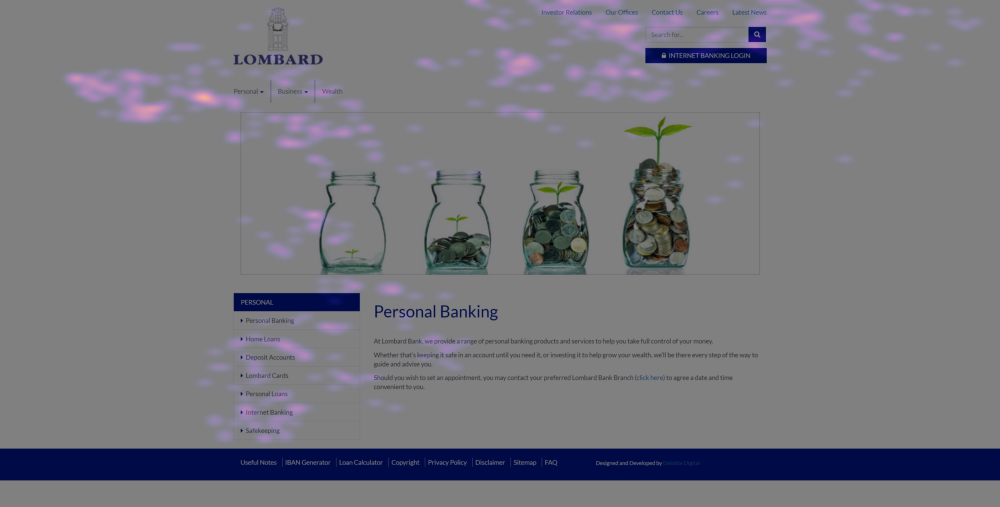 Investor Relations Our Offices Contact Us Careers Latest News
LOMBARD
Search for...
INTERNET BANKING LOGIN
Personal Business Wealth
PERSONAL
Personal Banking
Home Loans
Deposit Accounts
Lombard Cards
Personal Loans
Internet Banking
Safekeeping
Personal Banking
At Lombard Bank, we provide a range of personal banking products and services to help you take full control of your money.
Whether that's keeping it safe in an account until you need it, or investing it to help grow your wealth, we'll be there every step of the way to
guide and advise you.
Should you wish to set an appointment, you may contact your preferred Lombard Bank Branch (click here) to agree a date and time
convenient to you.
Useful Notes IBAN Generator Loan Calculator Copyright Privacy Policy Disclaimer Sitemap FAQ Designed and Developed by Deloitte Digital